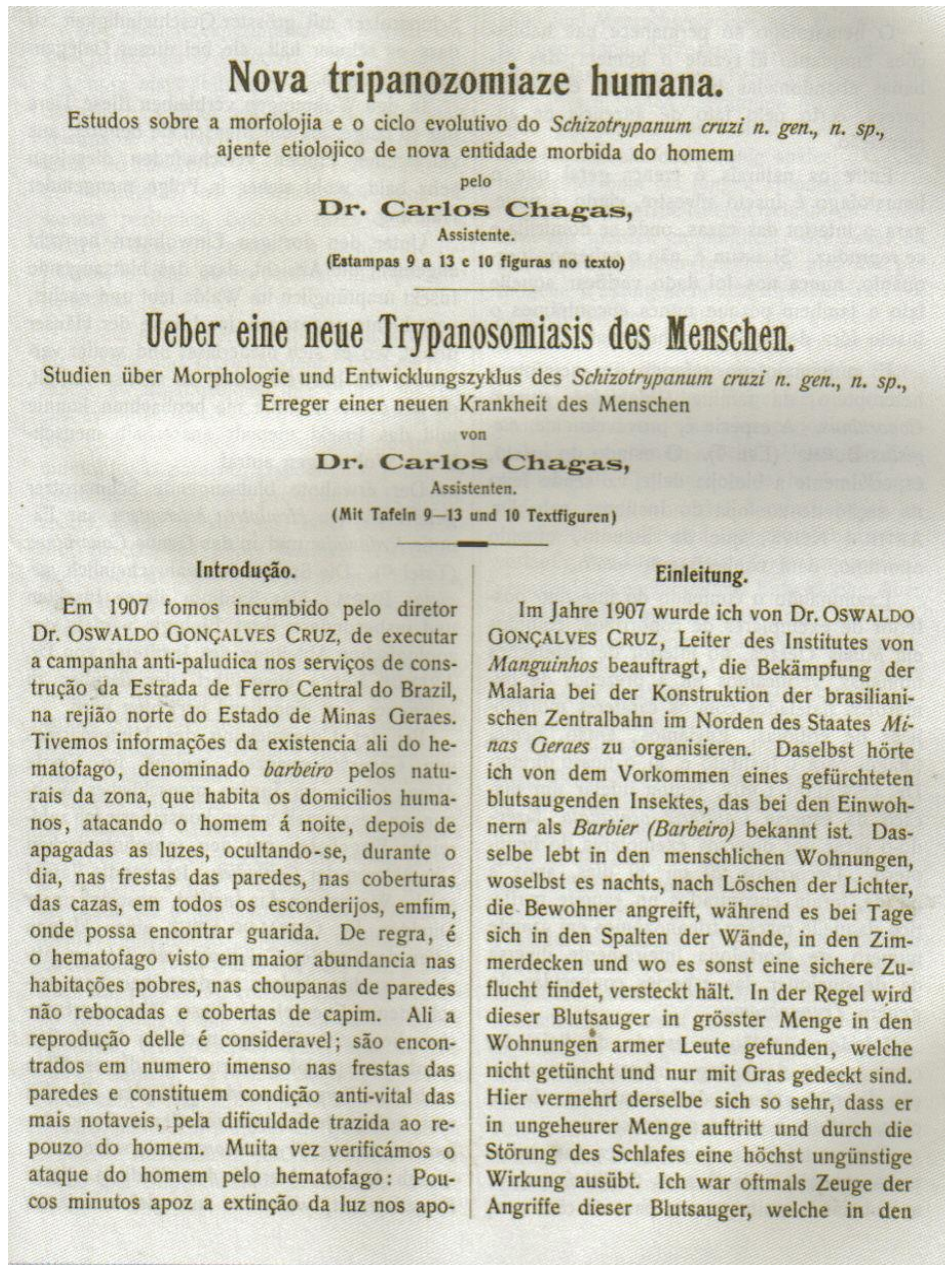 Nova tripanozomiaze humana.
Estudos sobre a morfolojia e o ciclo evolutivo do Schizotrypanum cruzi n. gen., n. sp.,
ajente etiolojico de nova entidade morbida do homem
pelo
Dr. Carlos Chagas,
Assistente.
(Estampas 9 a 13 e 10 figuras no texto)
Ueber eine neue Trypanosomiasis des Menschen.
Studien über Morphologie und Entwicklungszyklus des Schizotrypanum cruzi n. gen., n. sp.,
Erreger einer neuen Krankheit des Menschen
von
Dr. Carlos Chagas,
Assistenten.
(Mit Tafeln 9—13 und 10 Textfiguren)
Introdução.
Em 1907 fomos incumbido pelo diretor
Dr. OSWALDO GONÇALVES CRUZ, de executar
a campanha anti-paludica nos serviços de cons-
trução da Estrada de Ferro Central do Brazil,
na rejião norte do Estado de Minas Geraes.
Tivemos informações da existencia ali do he-
matofago, denominado barbeiro pelos natu-
rais da zona, que habita os domicilios huma-
nos, atacando o homem á noite, depois de
apagadas as luzes, ocultando-se, durante o
dia, nas frestas das paredes, nas coberturas
das cazas, em todos os esconderijos, emfim,
onde possa encontrar guarida. De regra, é
o hematofago visto em maior abundancia nas
habitações pobres, nas choupanas de paredes
não rebocadas e cobertas de capim. Ali a
reprodução delle é consideravel; são encon-
trados em numero imenso nas frestas das
paredes e constituem condição anti-vital das
mais notaveis, pela dificuldade trazida ao re-
pouzo do homem. Muita vez verificámos o
ataque do homem pelo hematofago: Pou-
cos minutos apoz a extinção da luz nos apo-
Einleitung.
Im Jahre 1907 wurde ich von Dr. OSWALDO
GONÇALVES CRUZ, Leiter des Institutes von
Manguinhos beauftragt, die Bekämpfung der
Malaria bei der Konstruktion der brasiliani-
schen Zentralbahn im Norden des Staates Mi-
nas Geraes zu organisieren. Daselbst hörte
ich von dem Vorkommen eines gefürchteten
blutsaugenden Insektes, das bei den Einwoh-
nern als Barbier (Barbeiro) bekannt ist. Das-
selbe lebt in den menschlichen Wohnungen,
woselbst es nachts, nach Löschen der Lichter,
die Bewohner angreift, während es bei Tage
sich in den Spalten der Wände, in den Zim-
merdecken und wo es sonst eine sichere Zu-
flucht findet, versteckt hält. In der Regel wird
dieser Blutsauger in grösster Menge in den
Wohnungen armer Leute gefunden, welche
nicht getüncht und nur mit Gras gedeckt sind.
Hier vermehrt derselbe sich so sehr, dass er
in ungeheurer Menge auftritt und durch die
Störung des Schlafes eine höchst ungünstige
Wirkung ausübt. Ich war oftmals Zeuge der
Angriffe dieser Blutsauger, welche in den